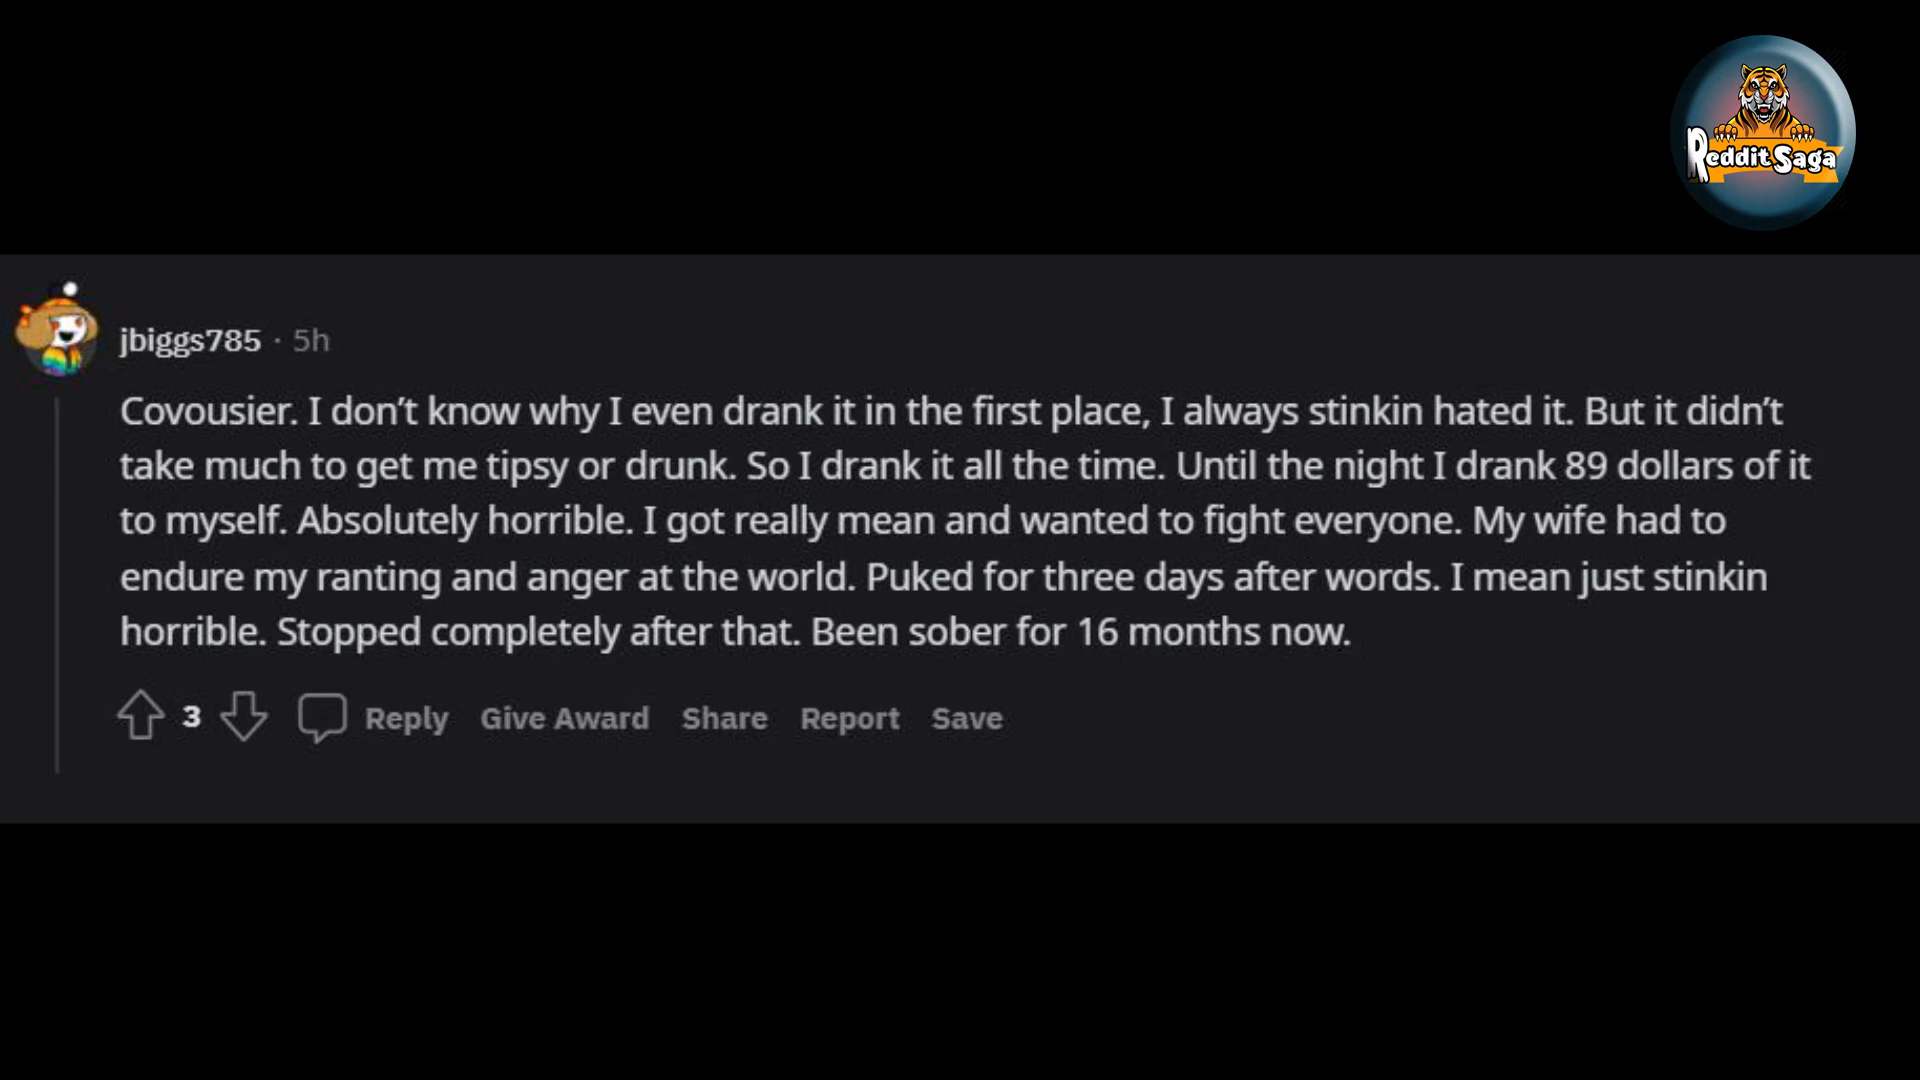 Reddit Saga
jbiggs785 · 5h
Covousier. I don’t know why I even drank it in the first place, I always stinkin hated it. But it didn’t
take much to get me tipsy or drunk. So I drank it all the time. Until the night I drank 89 dollars of it
to myself. Absolutely horrible. I got really mean and wanted to fight everyone. My wife had to
endure my ranting and anger at the world. Puked for three days after words. I mean just stinkin
horrible. Stopped completely after that. Been sober for 16 months now.
3 Reply Give Award Share Report Save